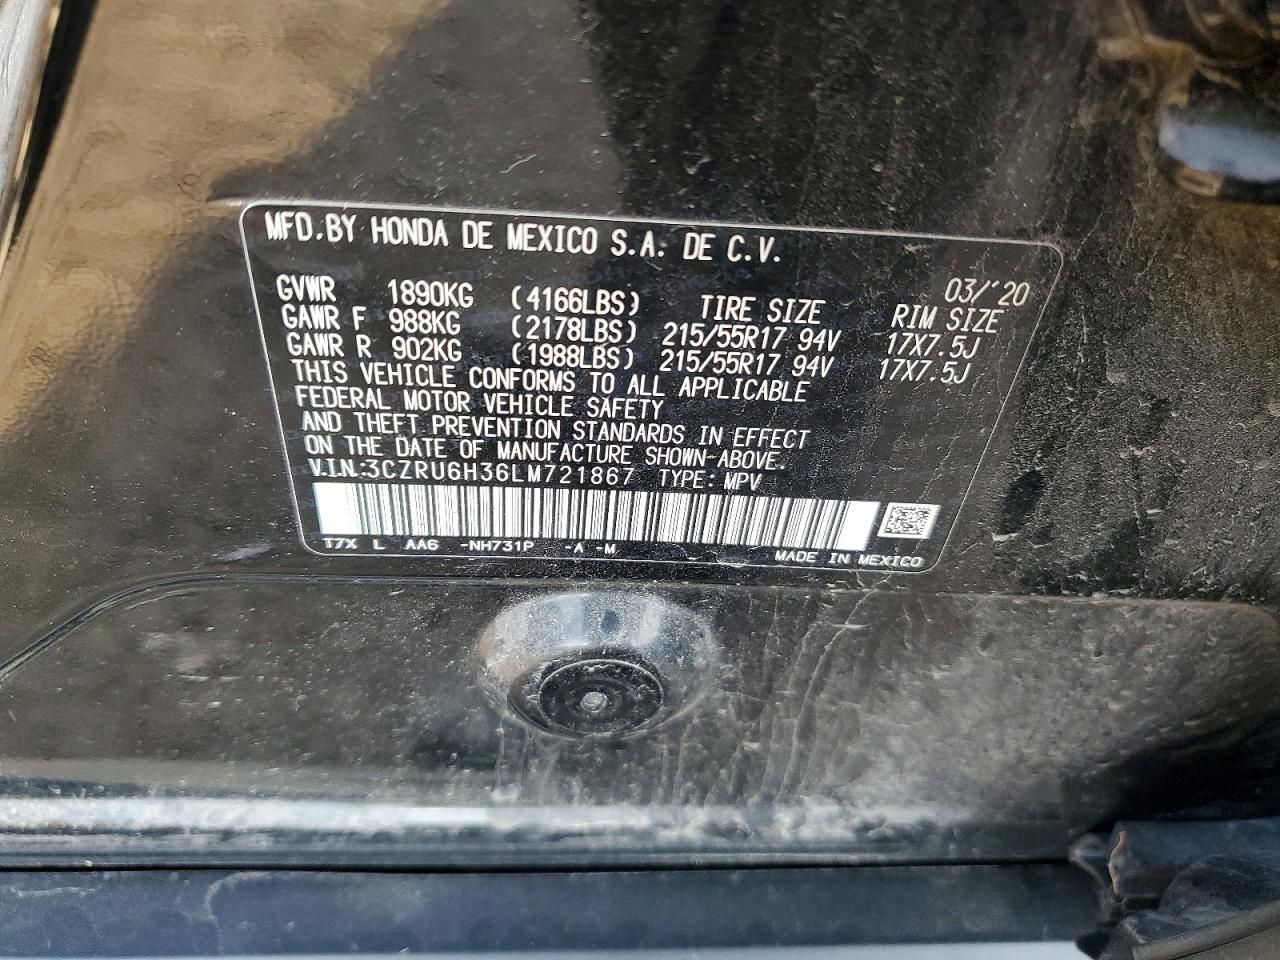 MFD.BY HONDA DE MEXICO S.A. DE C.V.
03/'20
GVWR 1890KG (4166LBS) TIRE SIZE RIM SIZE
GAWR F 988KG (2178LBS) 215/55R17 94V 17X7.5J
GAWR R 902KG (1988LBS) 215/55R17 94V 17X7.5J
THIS VEHICLE CONFORMS TO ALL APPLICABLE
FEDERAL MOTOR VEHICLE SAFETY
AND THEFT PREVENTION STANDARDS IN EFFECT
ON THE DATE OF MANUFACTURE SHOWN ABOVE.
V.I.N.:3CZRU6H36LM721867 TYPE: MPV
T7X L AA6 -NH731P -A -M -
MADE IN MEXICO